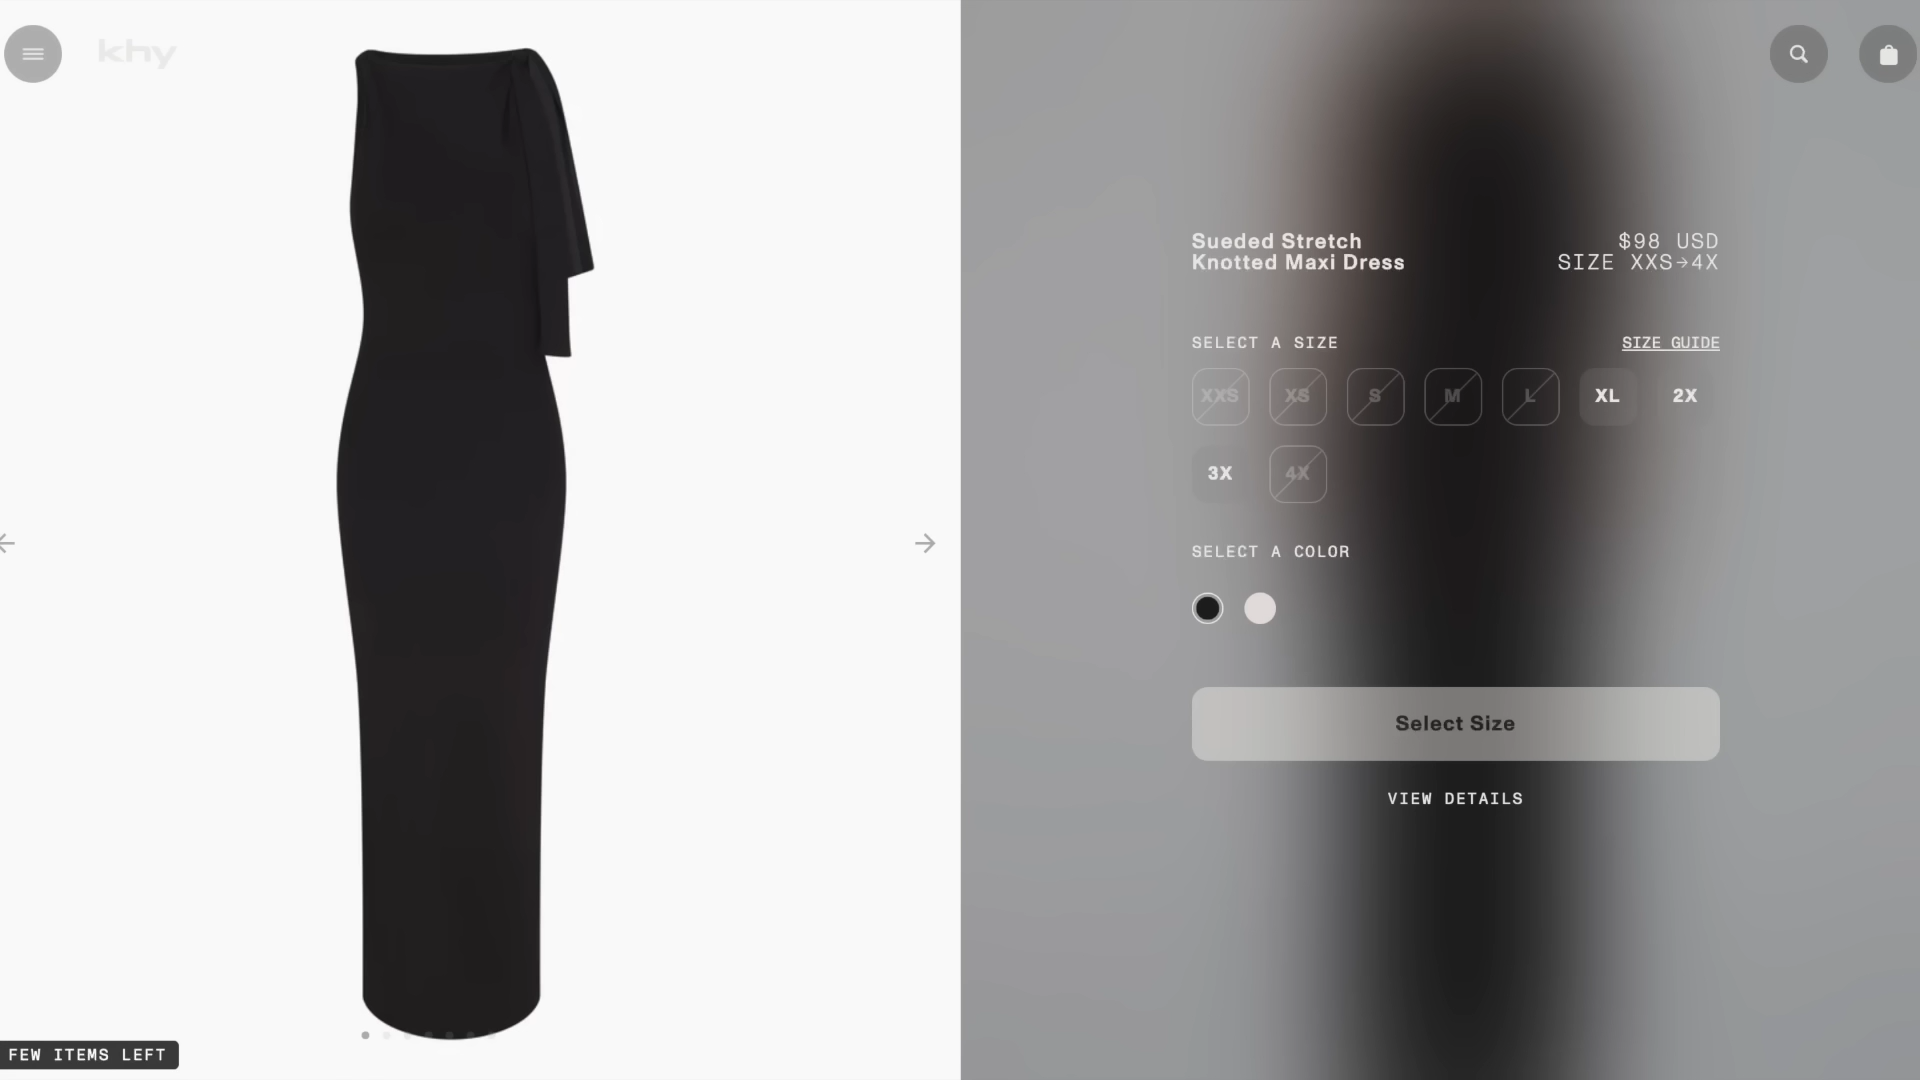 khy
Sueded Stretch
Knotted Maxi Dress
$98 USD
SIZE XXS→4X
SELECT A SIZE
SIZE GUIDE
XXS XS S M L XL 2X
3X 4X
SELECT A COLOR
Select Size
VIEW DETAILS
FEW ITEMS LEFT